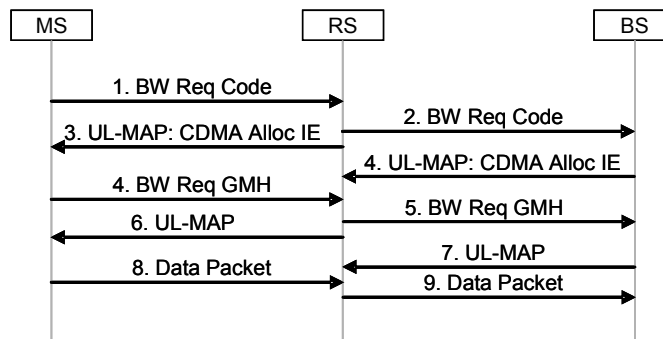 MS RS BS
1. BW Req Code
2. BW Req Code
3. UL-MAP: CDMA Alloc IE
4. UL-MAP: CDMA Alloc IE
4. BW Req GMH
5. BW Req GMH
6. UL-MAP
7. UL-MAP
8. Data Packet
9. Data Packet